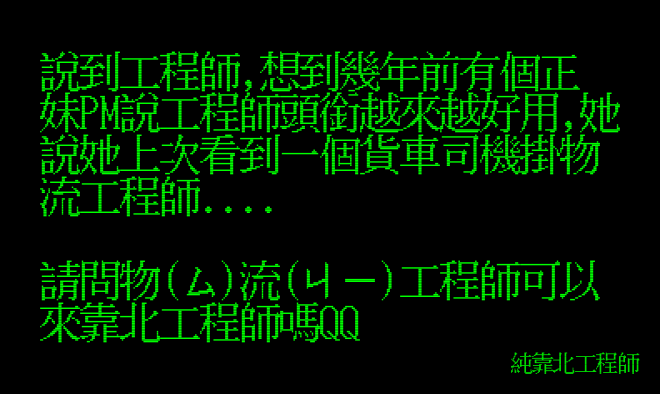 說到工程師,想到幾年前有個正
妹PM說工程師頭銜越來越好用,她
說她上次看到一個貨車司機掛物
流工程師....
請問物(ㄙ)流(ㄐㄧ)工程師可以
來靠北工程師嗎QQ
純靠北工程師